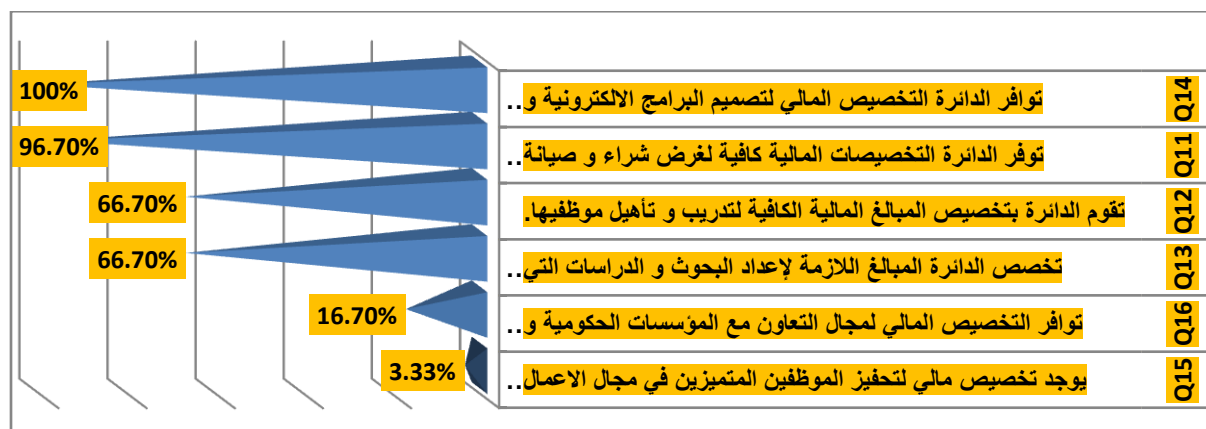 Q14 توافر الدائرة التخصيص المالي لتصميم البرامج الالكترونية و.. 100%
Q11 توفر الدائرة التخصيصات المالية كافية لغرض شراء و صيانة.. 96.70%
Q12 تقوم الدائرة بتخصيص المبالغ المالية الكافية لتدريب و تأهيل موظفيها. 66.70%
Q13 تخصص الدائرة المبالغ اللازمة لإعداد البحوث و الدراسات التي.. 66.70%
Q16 توافر التخصيص المالي لمجال التعاون مع المؤسسات الحكومية و.. 16.70%
Q15 يوجد تخصيص مالي لتحفيز الموظفين المتميزين في مجال الاعمال.. 3.33%